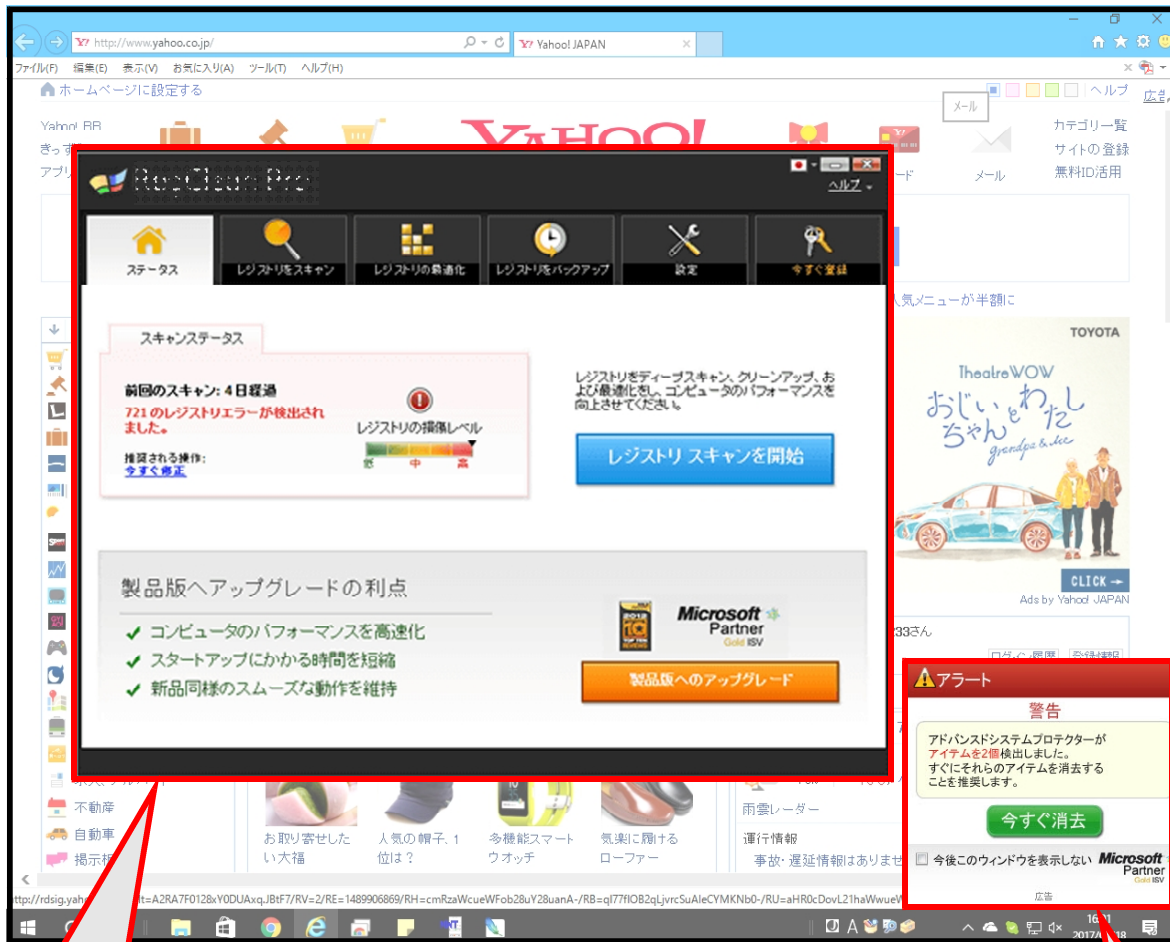 http://www.yahoo.co.jp/
Yahoo! JAPAN
ファイル(F) 編集(E) 表示(V) お気に入り(A) ツール(T) ヘルプ(H)
ホームページに設定する
ヘルプ
メール
Yahoo! BB
YAHOO!
カテゴリ一覧
サイトの登録
無料ID活用
メール
RegClean Pro
ヘルプ
ステータス
レジストリをスキャン
レジストリの最適化
レジストリをバックアップ
設定
今すぐ登録
人気メニューが半額に
スキャンステータス
前回のスキャン: 4日経過
721のレジストリエラーが検出され
ました。
レジストリの損傷レベル
低 中 高
推奨される操作:
今すぐ修正
レジストリをディープスキャン、クリーンアップ、お
よび最適化をし、コンピュータのパフォーマンスを
向上させてください。
レジストリ スキャンを開始
TOYOTA
TheatreWOW
おじいちゃんとわたし
grandpa & me
CLICK→
Ads by Yahoo! JAPAN
製品版へアップグレードの利点
コンピュータのパフォーマンスを高速化
スタートアップにかかる時間を短縮
新品同様のスムーズな動作を維持
Microsoft
Partner
Gold ISV
製品版へのアップグレード
アラート
警告
アドバンスドシステムプロテクターが
アイテムを2個検出しました。
すぐにそれらのアイテムを消去する
ことを推奨します。
今すぐ消去
今後このウィンドウを表示しない
Microsoft
Partner
Gold ISV
広告
不動産
自動車
お取り寄せした
い大福
人気の帽子、1
位は？
多機能スマート
ウオッチ
気楽に履ける
ローファー
雨雲レーダー
運行情報
事故・遅延情報はありませ